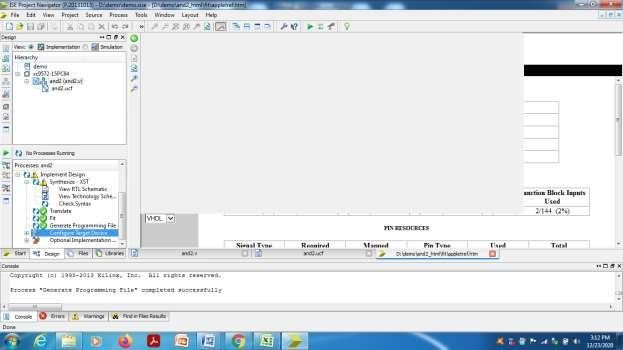 ISE Project Navigator (P.20131013) - D:\demo\demo.xise - [D:\demo\and2_html\fit\appletref.htm]
File Edit View Project Source Process Tools Window Layout Help
Design
View: Implementation Simulation
Hierarchy
demo
xc9572-15PC84
and2 (and2.v)
and2.ucf
No Processes Running
Processes: and2
Implement Design
Synthesize - XST
View RTL Schematic
View Technology Sche...
Check Syntax
Translate
Fit
Generate Programming File
Configure Target Device
Optional Implementation ...
Start Design Files Libraries
VHDL
nction Block Inputs
Used
2/144 (2%)
PIN RESOURCES
Signal Type Required Mapped Pin Type Used Total
and2.v and2.ucf D:\demo\and2_html\fit\appletref.htm
Console
Copyright (c) 1995-2013 Xilinx, Inc. All rights reserved.
Process "Generate Programming File" completed successfully
Console Errors Warnings Find in Files Results
Done
3:12 PM
12/23/2020